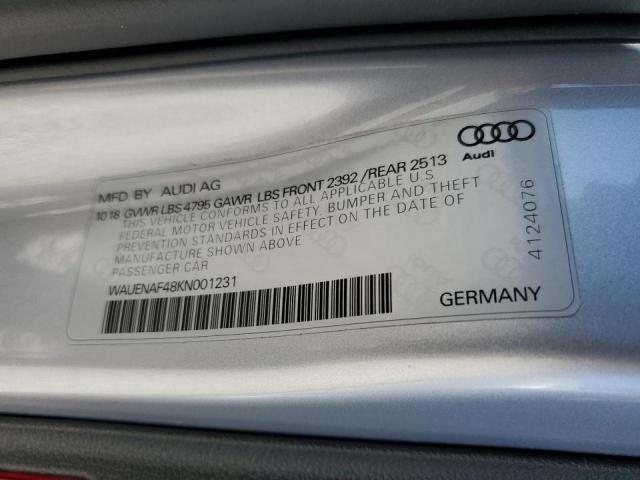 MFD BY AUDI AG
10 18 GVWR LBS 4795 GAWR LBS FRONT 2392 /REAR 2513
THIS VEHICLE CONFORMS TO ALL APPLICABLE U.S
FEDERAL MOTOR VEHICLE SAFETY, BUMPER AND THEFT
PREVENTION STANDARDS IN EFFECT ON THE DATE OF
MANUFACTURE SHOWN ABOVE
PASSENGER CAR
WAUENAF48KN001231
Audi
4124076
GERMANY